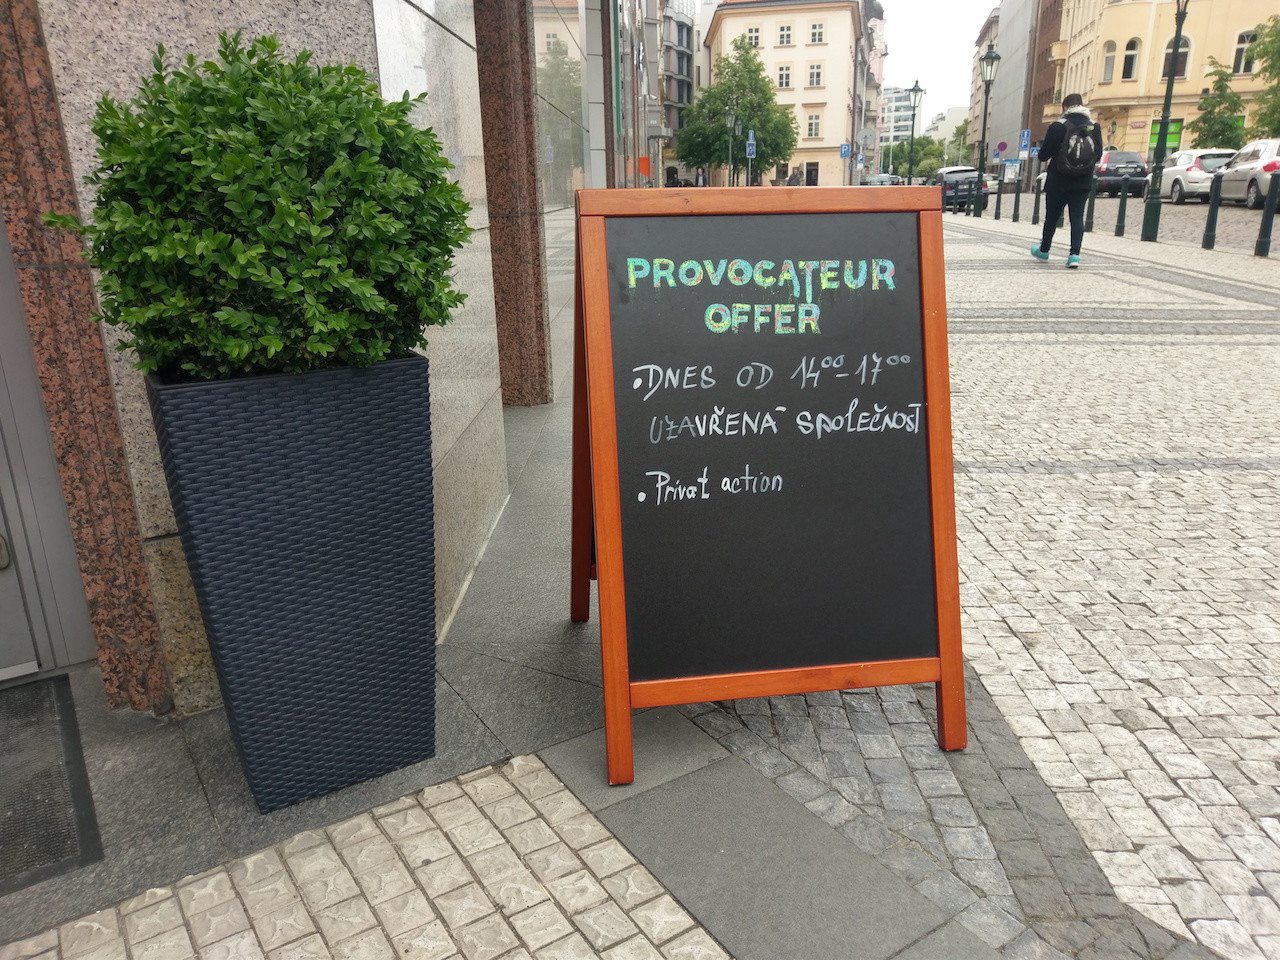 PROVOCATEUR
OFFER
• DNES OD 14⁰⁰ - 17⁰⁰
UZAVŘENÁ SPOLEČNOST
• Privat action